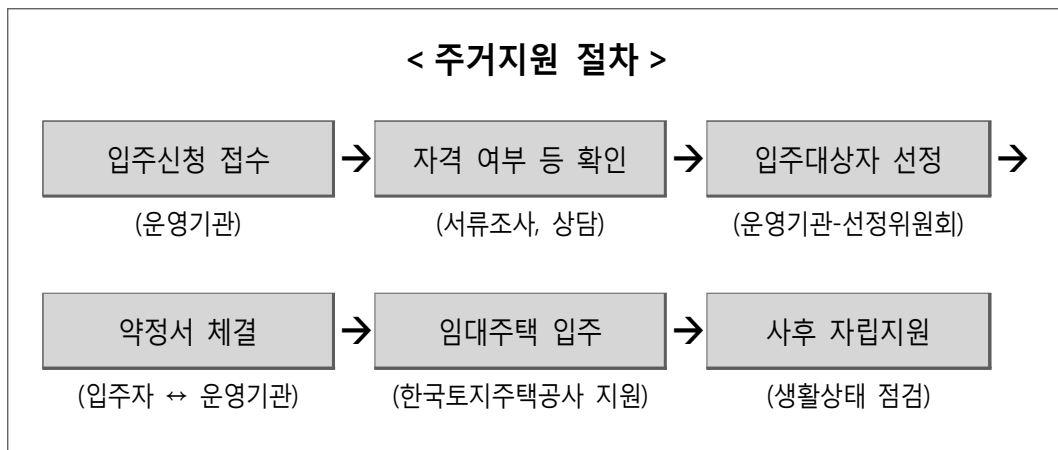 < 주거지원 절차 >
입주신청 접수 → 자격 여부 등 확인 → 입주대상자 선정 →
(운영기관) (서류조사, 상담) (운영기관-선정위원회)
약정서 체결 → 임대주택 입주 → 사후 자립지원
(입주자 ↔ 운영기관) (한국토지주택공사 지원) (생활상태 점검)